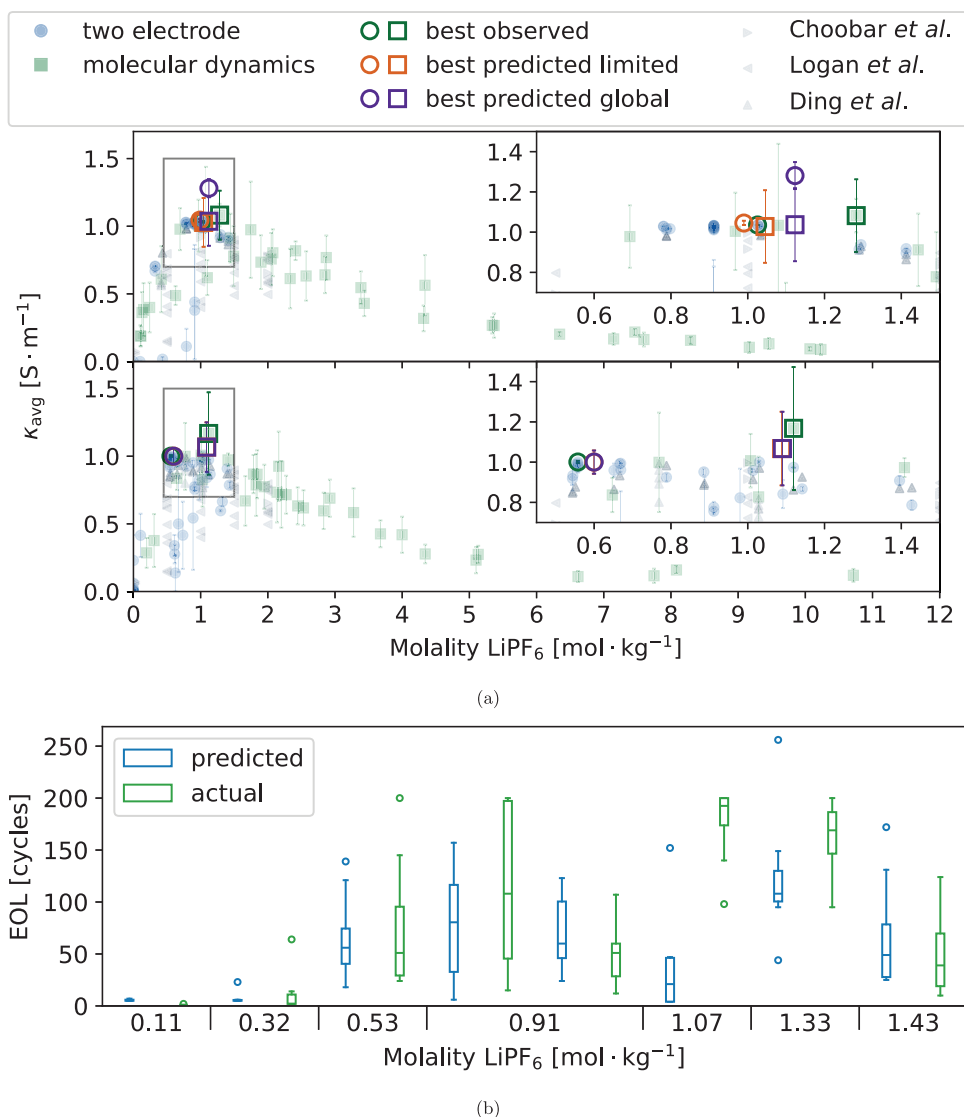 two electrode
molecular dynamics
best observed
best predicted limited
best predicted global
Choobar et al.
Logan et al.
Ding et al.
κavg [S · m⁻¹]
1.5
1.0
0.5
0.0
1.4
1.2
1.0
0.8
0.6 0.8 1.0 1.2 1.4
1.5
1.0
0.5
0.0
1.4
1.2
1.0
0.8
0.6 0.8 1.0 1.2 1.4
0 1 2 3 4 5 6 7 8 9 10 11 12
Molality LiPF₆ [mol · kg⁻¹]
(a)
predicted
actual
EOL [cycles]
250
200
150
100
50
0
0.11 | 0.32 | 0.53 | 0.91 | 1.07 | 1.33 | 1.43
Molality LiPF₆ [mol · kg⁻¹]
(b)